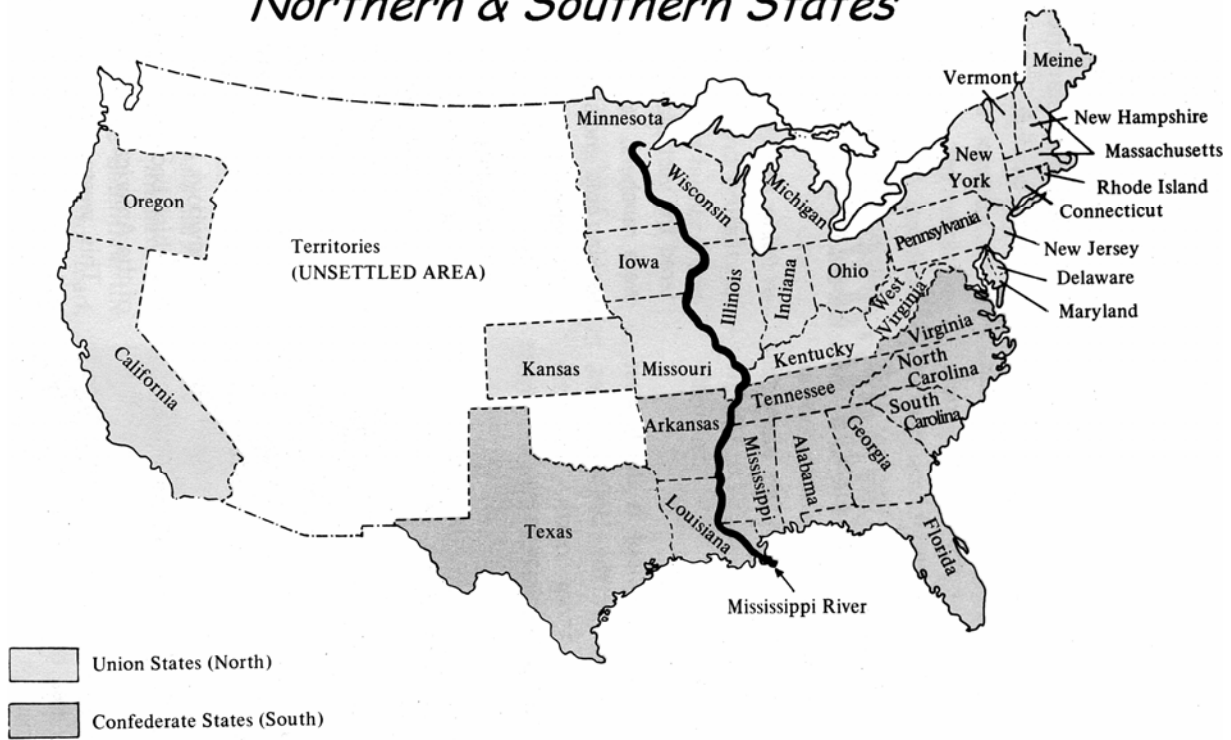 Northern & Southern States
Meine
Vermont
Minnesota
New Hampshire
Massachusetts
New
York
Rhode Island
Connecticut
Wisconsin
Michigan
Oregon
Pennsylvania
New Jersey
Territories
(UNSETTLED AREA)
Iowa
Illinois
Indiana
Ohio
Delaware
West
Virginia
Maryland
Virginia
California
Kansas
Missouri
Kentucky
North
Carolina
Tennessee
South
Carolina
Arkansas
Mississippi
Alabama
Georgia
Louisiana
Texas
Florida
Mississippi River
Union States (North)
Confederate States (South)